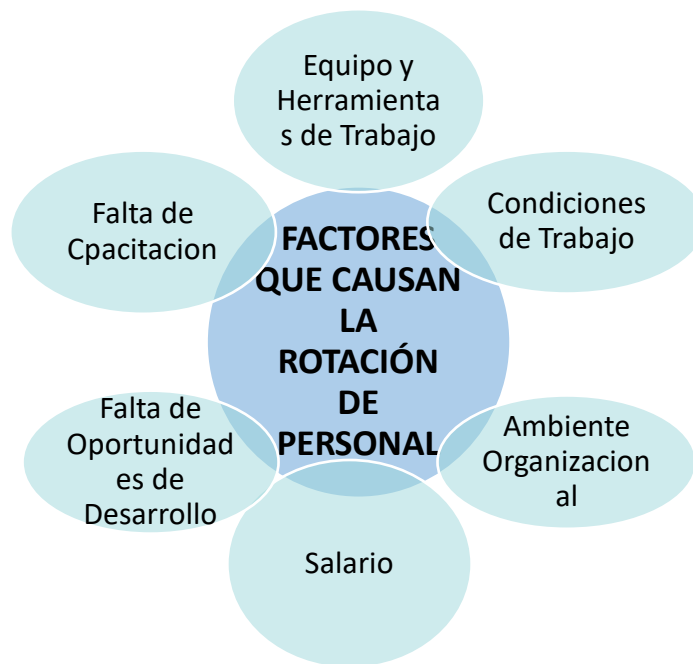 Equipo y
Herramienta
s de Trabajo
Condiciones
de Trabajo
Ambiente
Organizacion
al
Salario
Falta de
Oportunidad
es de
Desarrollo
Falta de
Cpacitacion
FACTORES
QUE CAUSAN
LA
ROTACIÓN
DE
PERSONAL